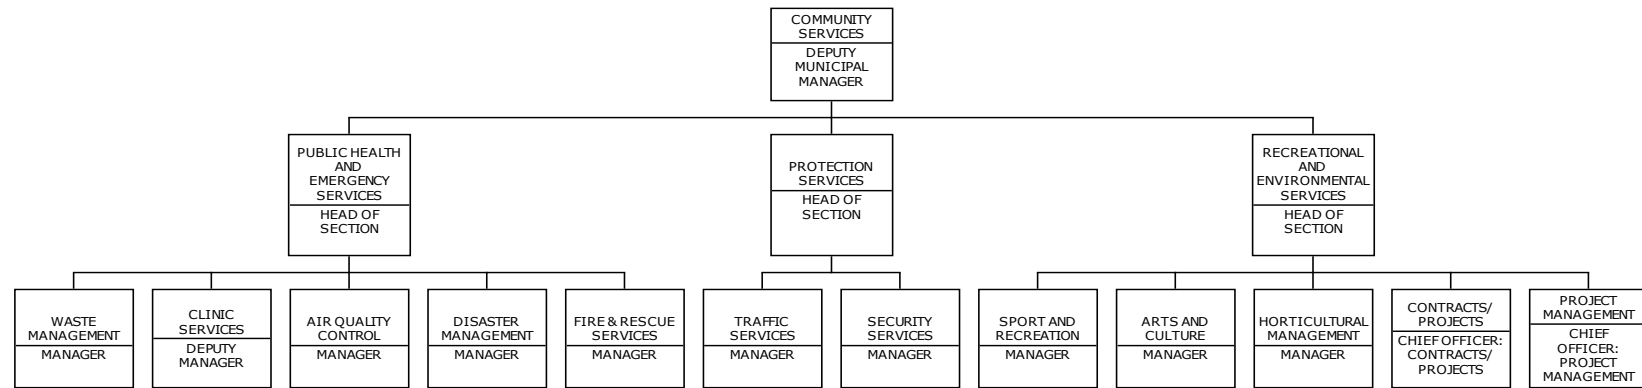 COMMUNITY
SERVICES
DEPUTY
MUNICIPAL
MANAGER
PUBLIC HEALTH
AND
EMERGENCY
SERVICES
HEAD OF
SECTION
PROTECTION
SERVICES
HEAD OF
SECTION
RECREATIONAL
AND
ENVIRONMENTAL
SERVICES
HEAD OF
SECTION
WASTE
MANAGEMENT
MANAGER
CLINIC
SERVICES
DEPUTY
MANAGER
AIR QUALITY
CONTROL
MANAGER
DISASTER
MANAGEMENT
MANAGER
FIRE & RESCUE
SERVICES
MANAGER
TRAFFIC
SERVICES
MANAGER
SECURITY
SERVICES
MANAGER
SPORT AND
RECREATION
MANAGER
ARTS AND
CULTURE
MANAGER
HORTICULTURAL
MANAGEMENT
MANAGER
CONTRACTS/
PROJECTS
CHIEF OFFICER:
CONTRACTS/
PROJECTS
PROJECT
MANAGEMENT
CHIEF
OFFICER:
PROJECT
MANAGEMENT